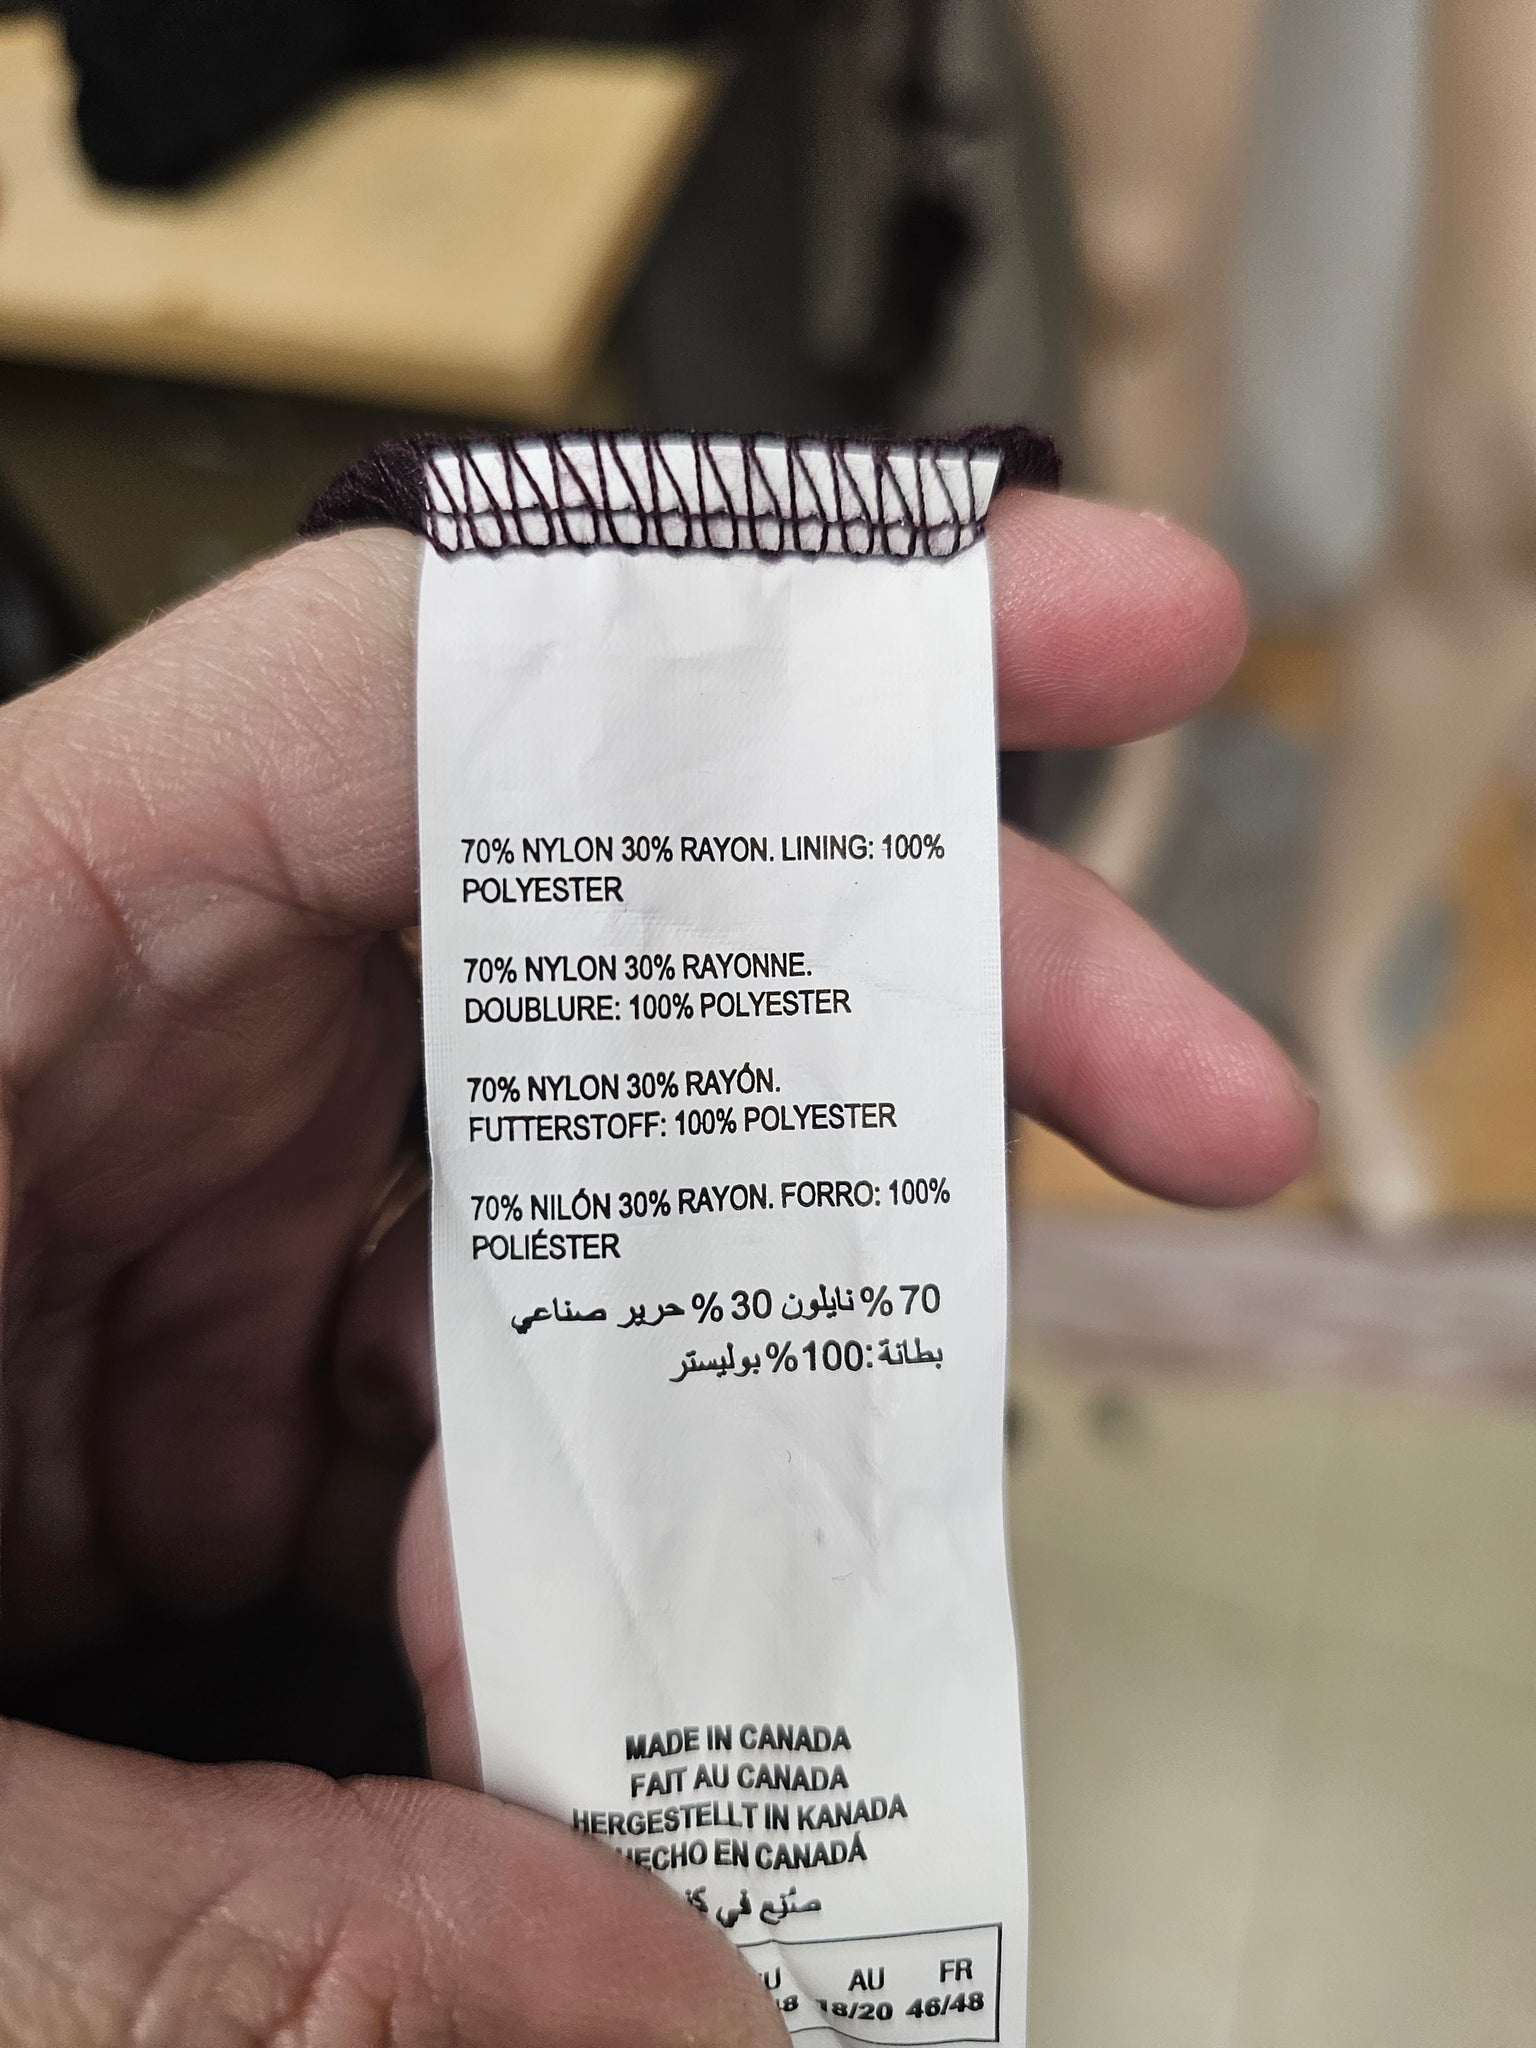 70% NYLON 30% RAYON. LINING: 100%
POLYESTER
70% NYLON 30% RAYONNE.
DOUBLURE: 100% POLYESTER
70% NYLON 30% RAYÓN.
FUTTERSTOFF: 100% POLYESTER
70% NILÓN 30% RAYON. FORRO: 100%
POLIÉSTER
70 % نايلون 30 % حرير صناعي
بطانة: 100% بوليستر
MADE IN CANADA
FAIT AU CANADA
HERGESTELLT IN KANADA
HECHO EN CANADÁ
صُنِع في
AU FR
18/20 46/48